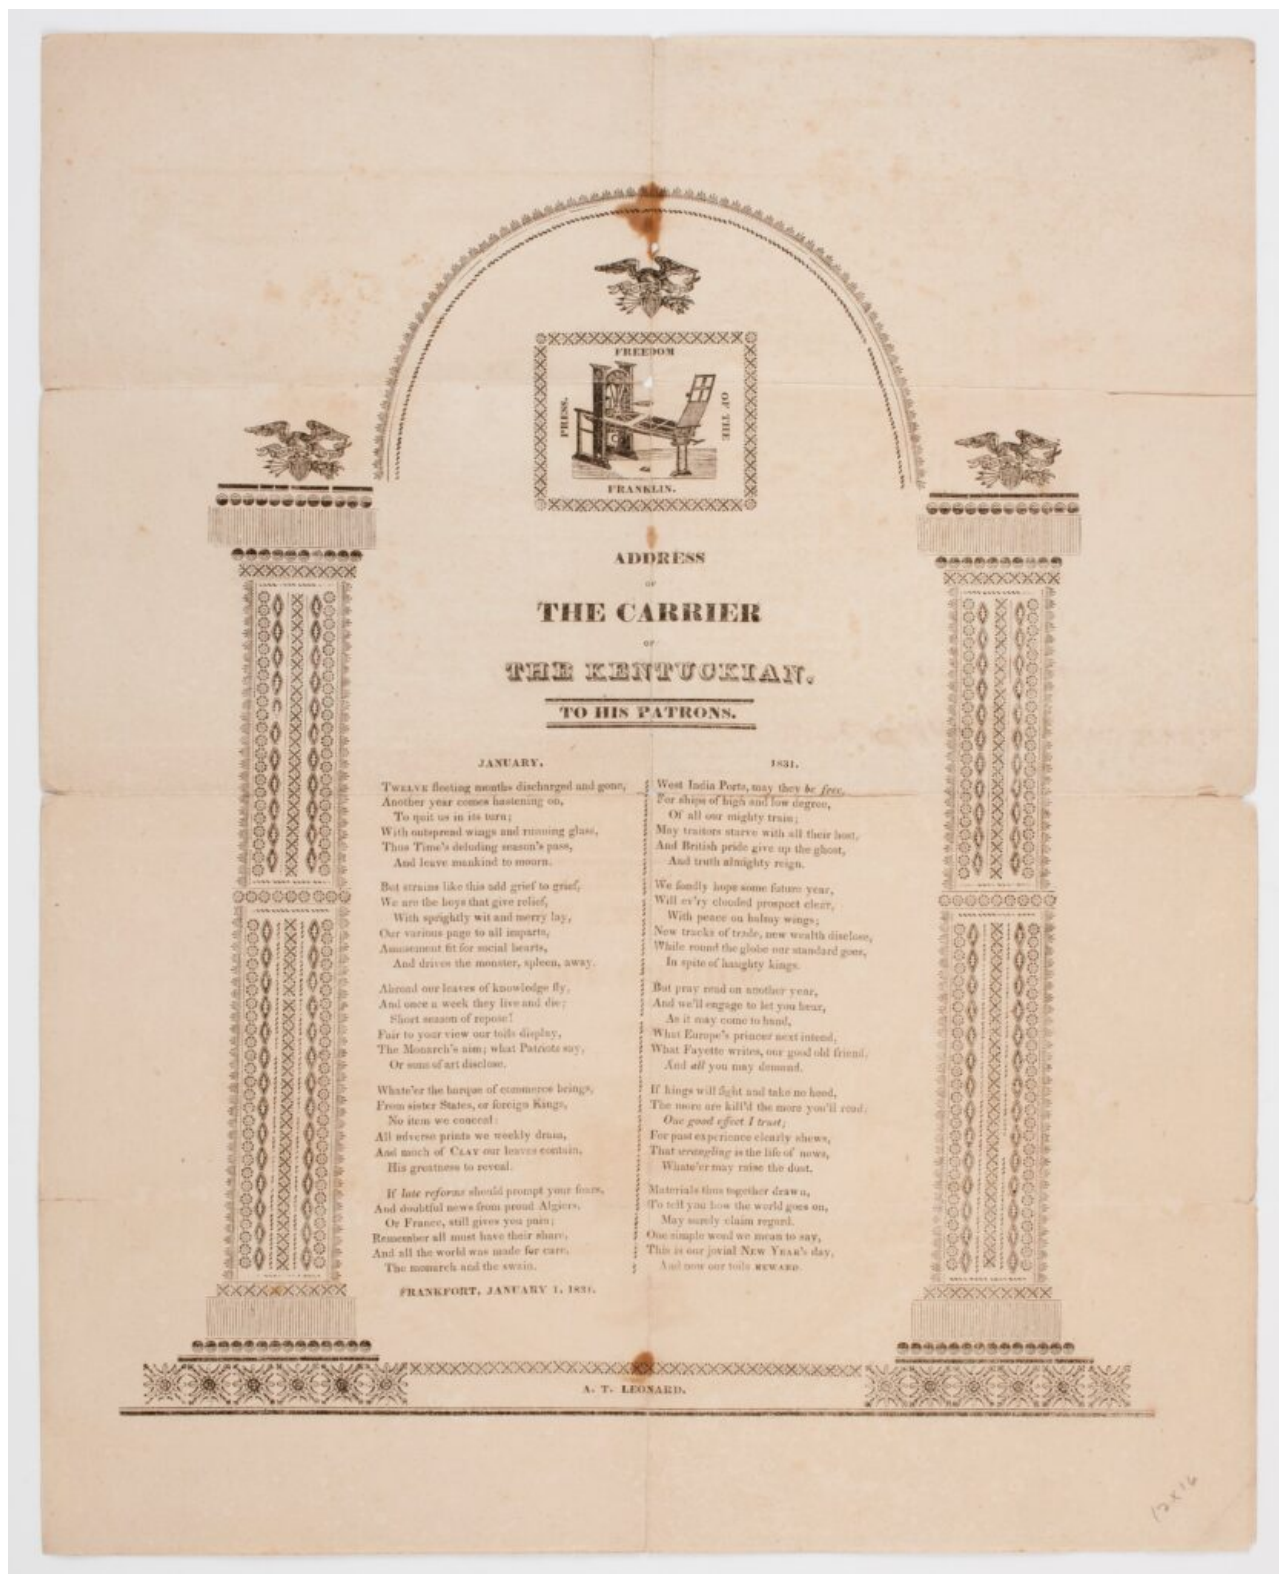 FREEDOM
OF THE
PRESS.
FRANKLIN.
ADDRESS
OF
THE CARRIER
OF
THE KENTUCKIAN.
TO HIS PATRONS.
JANUARY,
TWELVE fleeting months discharged and gone,
Another year comes hastening on,
To quit us in its turn;
With outspread wings and running glass,
Thus Time's deluding season's pass,
And leave mankind to mourn.
But strains like this add grief to grief,
We are the boys that give relief,
With sprightly wit and merry lay,
Our various page to all imparts,
Amusement fit for social hearts,
And drives the monster, spleen, away.
Abroad our leaves of knowledge fly,
And once a week they live and die;
Short season of repose!
Fair to your view our toils display,
The Monarch's aim; what Patriots say,
Or sons of art disclose.
Whate'er the barque of commerce brings,
From sister States, or foreign Kings,
No item we conceal:
All adverse prints we weekly drain,
And much of CLAY our leaves contain,
His greatness to reveal.
If late reforms should prompt your fears,
And doubtful news from proud Algiers,
Or France, still gives you pain;
Remember all must have their share,
And all the world was made for care,
The monarch and the swain.
FRANKFORT, JANUARY 1, 1831.
1831.
West India Ports, may they be free,
For ships of high and low degree,
Of all our mighty train;
May traitors starve with all their host,
And British pride give up the ghost,
And truth almighty reign.
We fondly hope some future year,
Will ev'ry clouded prospect clear,
With peace on balmy wings;
New tracks of trade, new wealth disclose,
While round the globe our standard goes,
In spite of haughty kings.
But pray read on another year,
And we'll engage to let you hear,
As it may come to hand,
What Europe's princes next intend,
What Fayette writes, our good old friend,
And all you may demand.
If kings will fight and take no heed,
The more are kill'd the more you'll read;
One good effect I trust;
For past experience clearly shews,
That wrangling is the life of news,
Whate'er may raise the dust.
Materials thus together drawn,
To tell you how the world goes on,
May surely claim regard.
One simple word we mean to say,
This is our jovial NEW YEAR'S day,
And now our toils REWARD.
A. T. LEONARD.
12 x 16